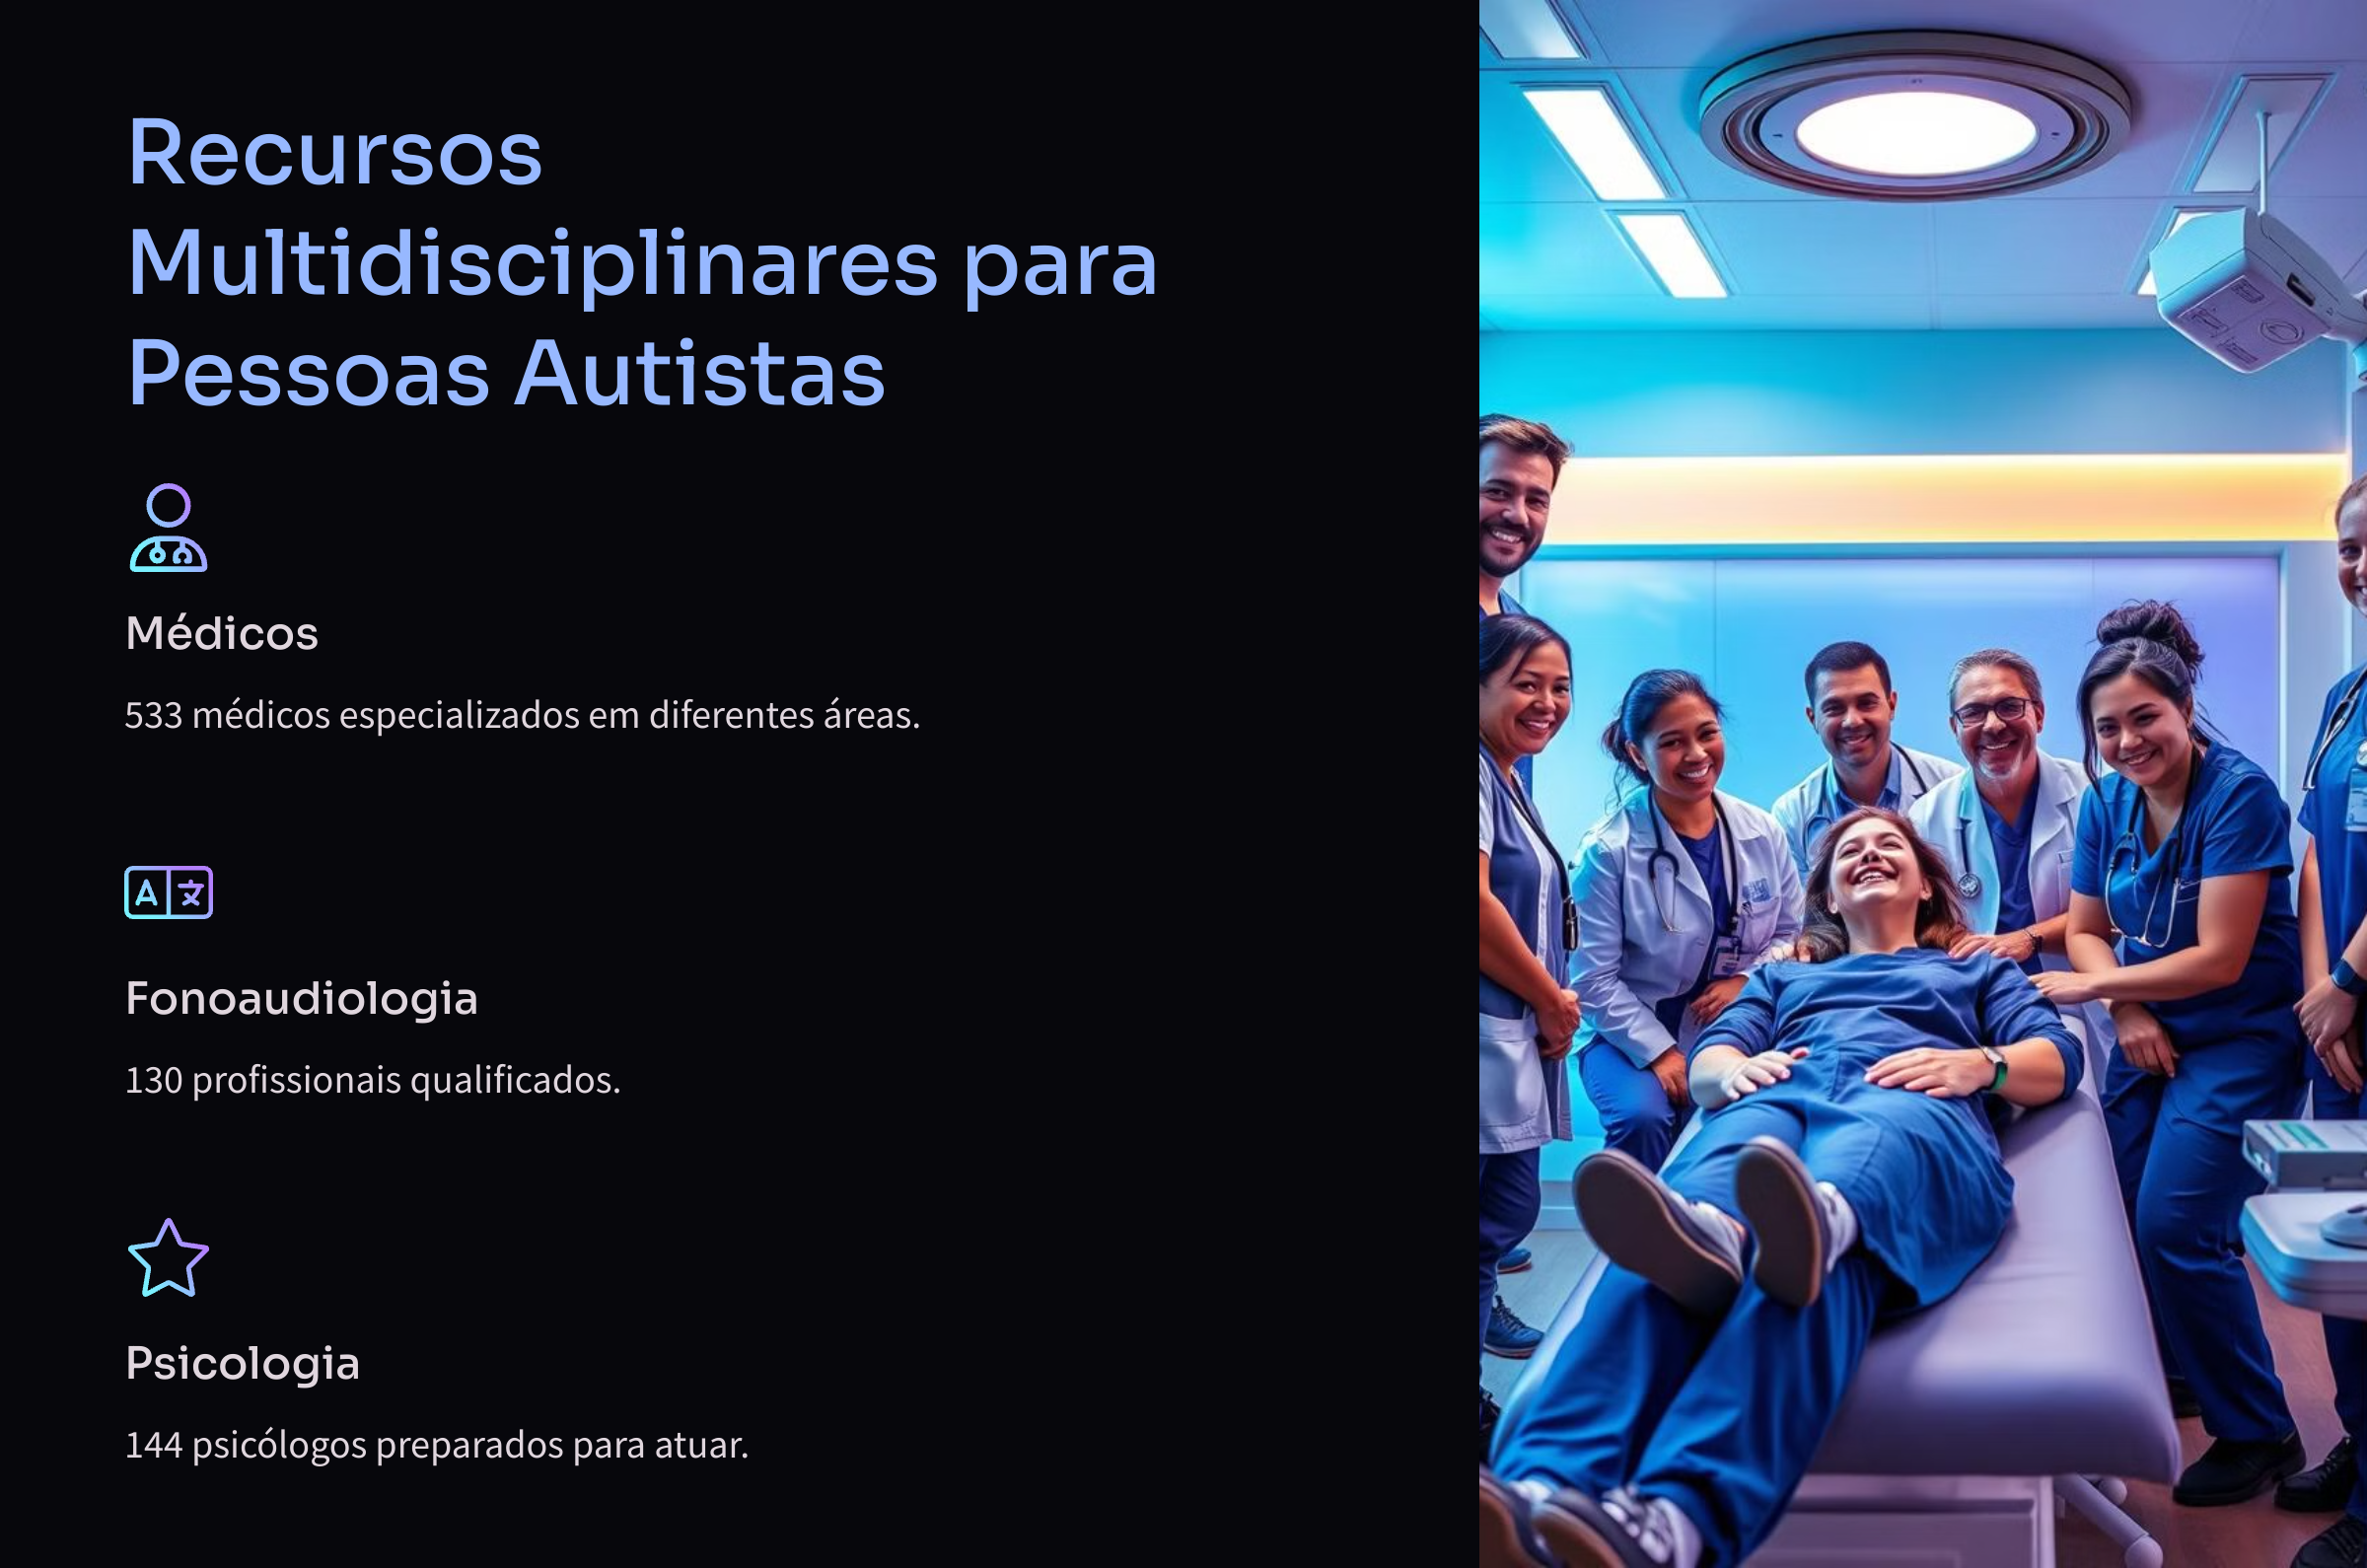 Recursos
Multidisciplinares para
Pessoas Autistas
Médicos
533 médicos especializados em diferentes áreas.
A 文
Fonoaudiologia
130 profissionais qualificados.
Psicologia
144 psicólogos preparados para atuar.